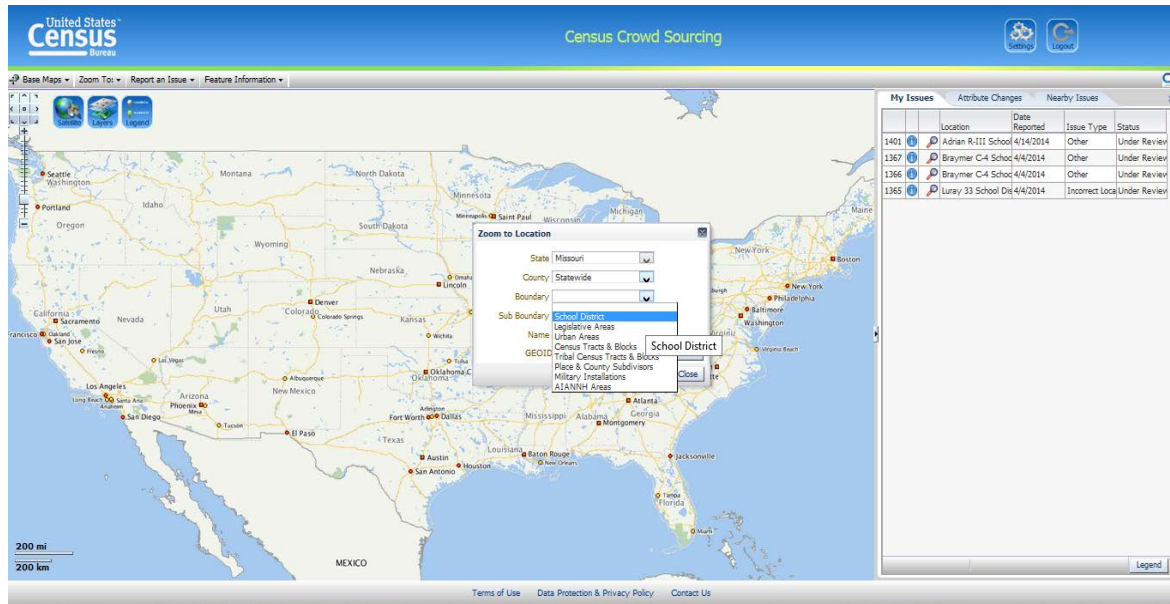 United States™
Census
Bureau
Census Crowd Sourcing
Settings
Logout
Base Maps Zoom To: Report an Issue Feature Information
Satellite Layers Legend
My Issues Attribute Changes Nearby Issues
Location Date Reported Issue Type Status
1401 Adrian R-III School 4/14/2014 Other Under Review
1367 Braymer C-4 Schoo 4/4/2014 Other Under Review
1366 Braymer C-4 Schoo 4/4/2014 Other Under Review
1365 Luray 33 School Dis 4/4/2014 Incorrect Loca Under Review
Seattle
Washington
Montana
North Dakota
Minnesota
Portland
Idaho
Minneapolis Saint Paul
Wisconsin
Michigan
Maine
Oregon
South Dakota
Wyoming
New York
Boston
Nebraska
Omaha
Lincoln
New York
Philadelphia
Denver
Colorado
Colorado Springs
Utah
Nevada
California
Sacramento
Kansas
Baltimore
Washington
rancisco Oakland
San Jose
Wichita
Fresno
Las Vegas
Tulsa
Virginia Beach
Oklahoma C
Oklahoma
Albuquerque
New Mexico
Los Angeles
Long Beach Santa Ana
Anaheim
Arizona
Phoenix
Mesa
San Diego
Tucson
El Paso
Arlington
Fort Worth Dallas
Mississippi Alabama Georgia
Atlanta
Montgomery
Texas
Louisiana
Baton Rouge
New Orleans
Jacksonville
Austin
Houston
San Antonio
Tampa
Florida
Miami
MEXICO
Zoom to Location
State Missouri
County Statewide
Boundary
Sub Boundary
Name
GEOID
School District
Legislative Areas
Urban Areas
Census Tracts & Blocks
Tribal Census Tracts & Blocks
Place & County Subdivisors
Military Installations
AIANNH Areas
School District
Close
200 mi
200 km
Legend
Terms of Use Data Protection & Privacy Policy Contact Us